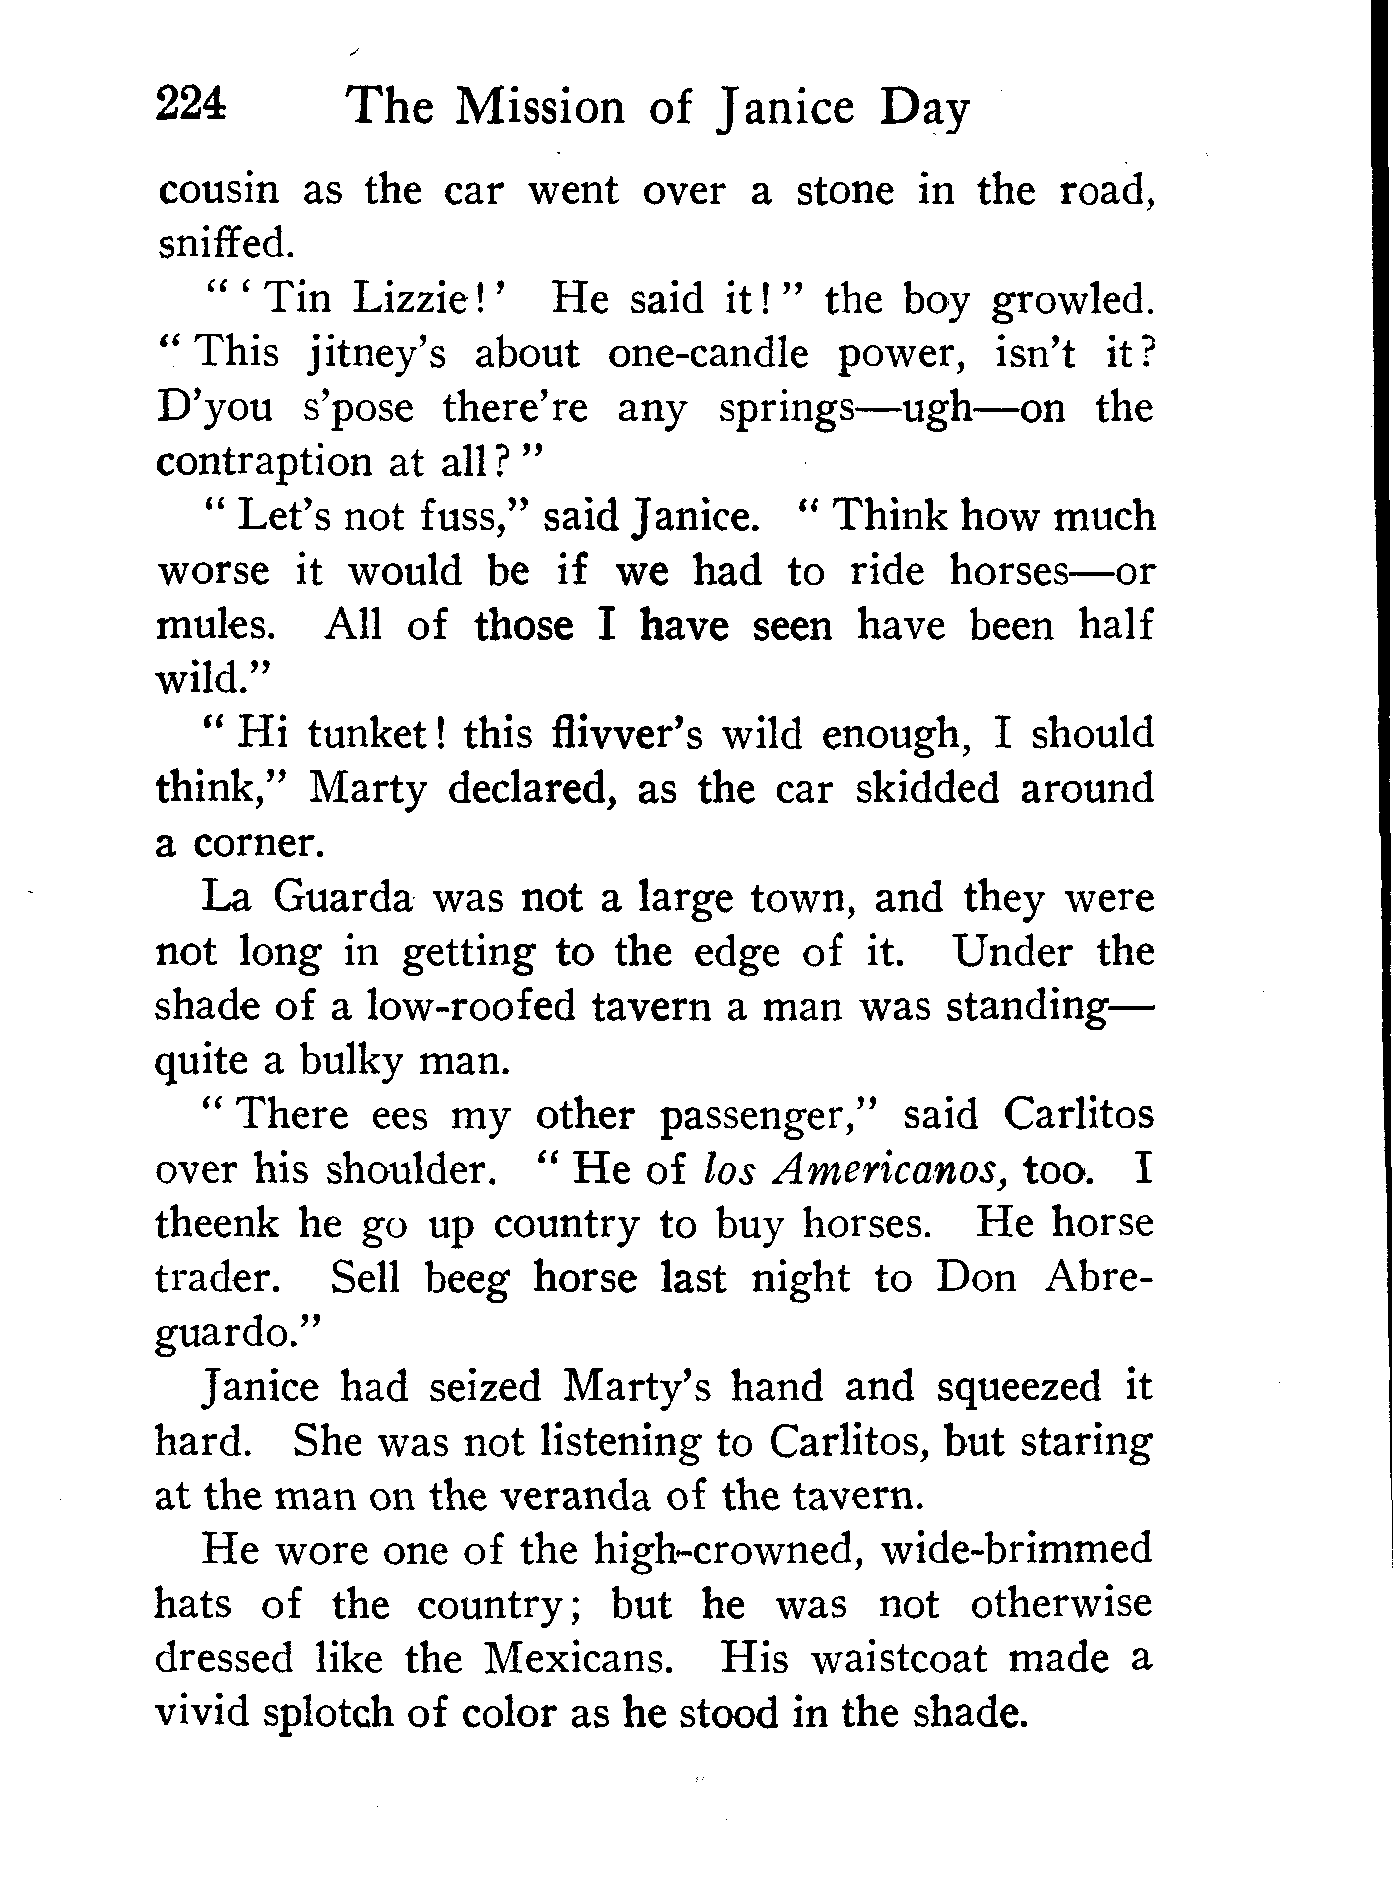 224 The Mission of Janice Day
cousin as the car went over a stone in the road,
sniffed.
" ' Tin Lizzie! ' He said it! " the boy growled.
" This jitney's about one-candle power, isn't it?
D'you s'pose there're any springs—ugh—on the
contraption at all? "
" Let's not fuss," said Janice. " Think how much
worse it would be if we had to ride horses—or
mules. All of those I have seen have been half
wild."
" Hi tunket! this flivver's wild enough, I should
think," Marty declared, as the car skidded around
a corner.
La Guarda was not a large town, and they were
not long in getting to the edge of it. Under the
shade of a low-roofed tavern a man was standing—
quite a bulky man.
" There ees my other passenger," said Carlitos
over his shoulder. " He of los Americanos, too. I
theenk he go up country to buy horses. He horse
trader. Sell beeg horse last night to Don Abre-
guardo."
Janice had seized Marty's hand and squeezed it
hard. She was not listening to Carlitos, but staring
at the man on the veranda of the tavern.
He wore one of the high-crowned, wide-brimmed
hats of the country; but he was not otherwise
dressed like the Mexicans. His waistcoat made a
vivid splotch of color as he stood in the shade.